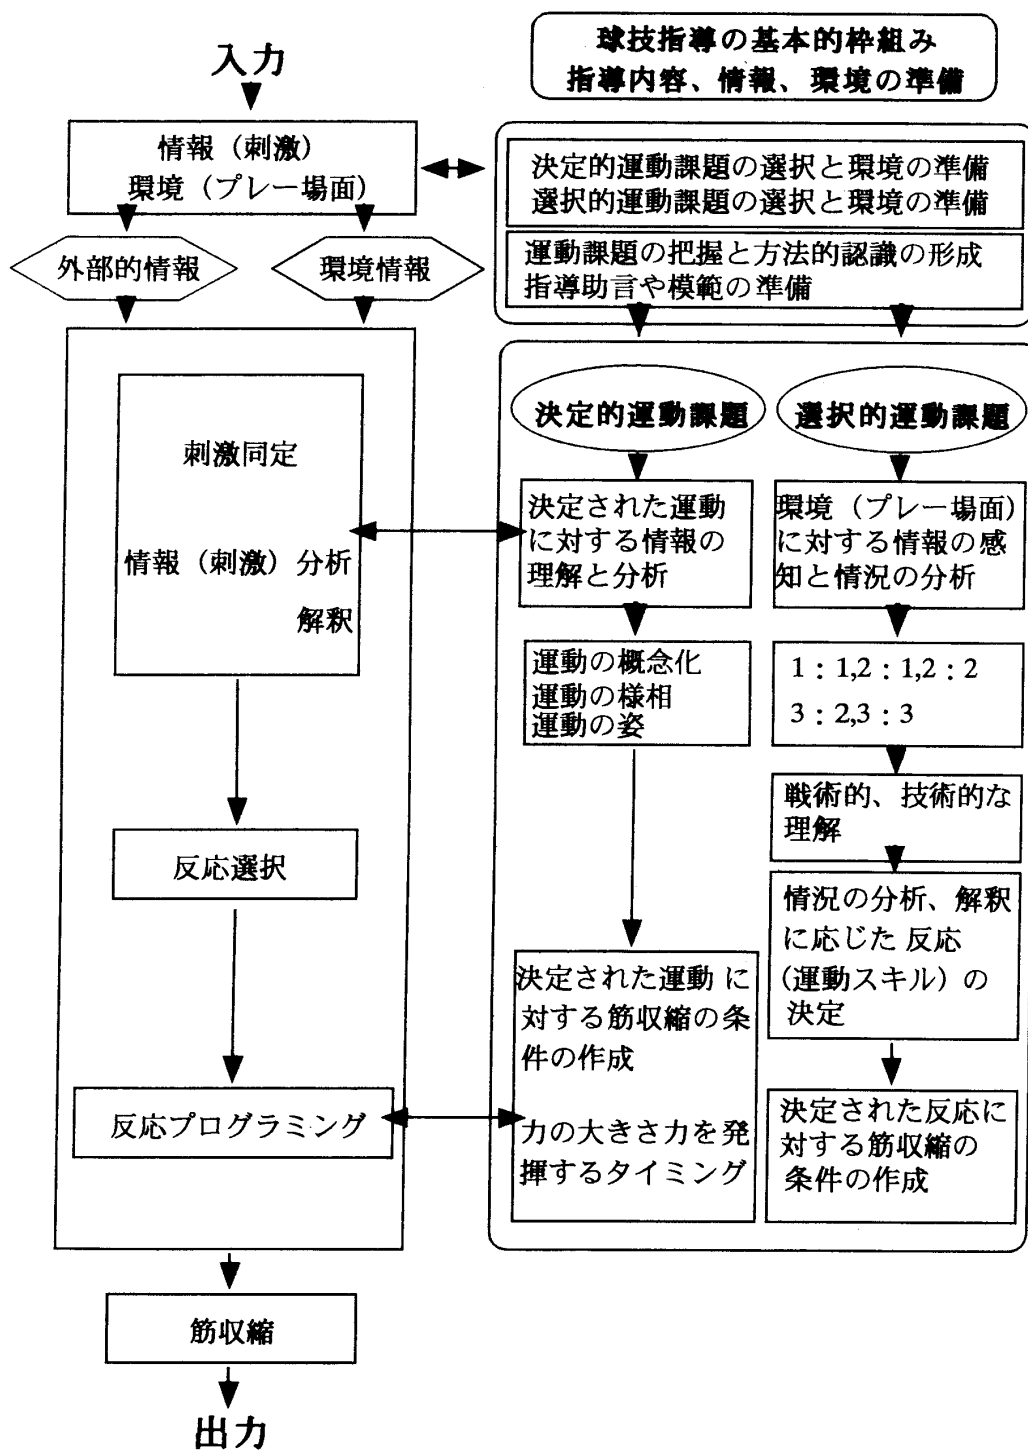 入力
情報（刺激）
環境（プレー場面）
外部的情報
環境情報
刺激同定
情報（刺激）分析
解釈
反応選択
反応プログラミング
筋収縮
出力
球技指導の基本的枠組み
指導内容、情報、環境の準備
決定的運動課題の選択と環境の準備
選択的運動課題の選択と環境の準備
運動課題の把握と方法的認識の形成
指導助言や模範の準備
決定的運動課題
決定された運動
に対する情報の
理解と分析
運動の概念化
運動の様相
運動の姿
決定された運動に
対する筋収縮の条
件の作成
力の大きさ力を発
揮するタイミング
選択的運動課題
環境（プレー場面）
に対する情報の感
知と情況の分析
1：1,2：1,2：2
3：2,3：3
戦術的、技術的な
理解
情況の分析、解釈
に応じた 反応
(運動スキル）の
決定
決定された反応に
対する筋収縮の
条件の作成